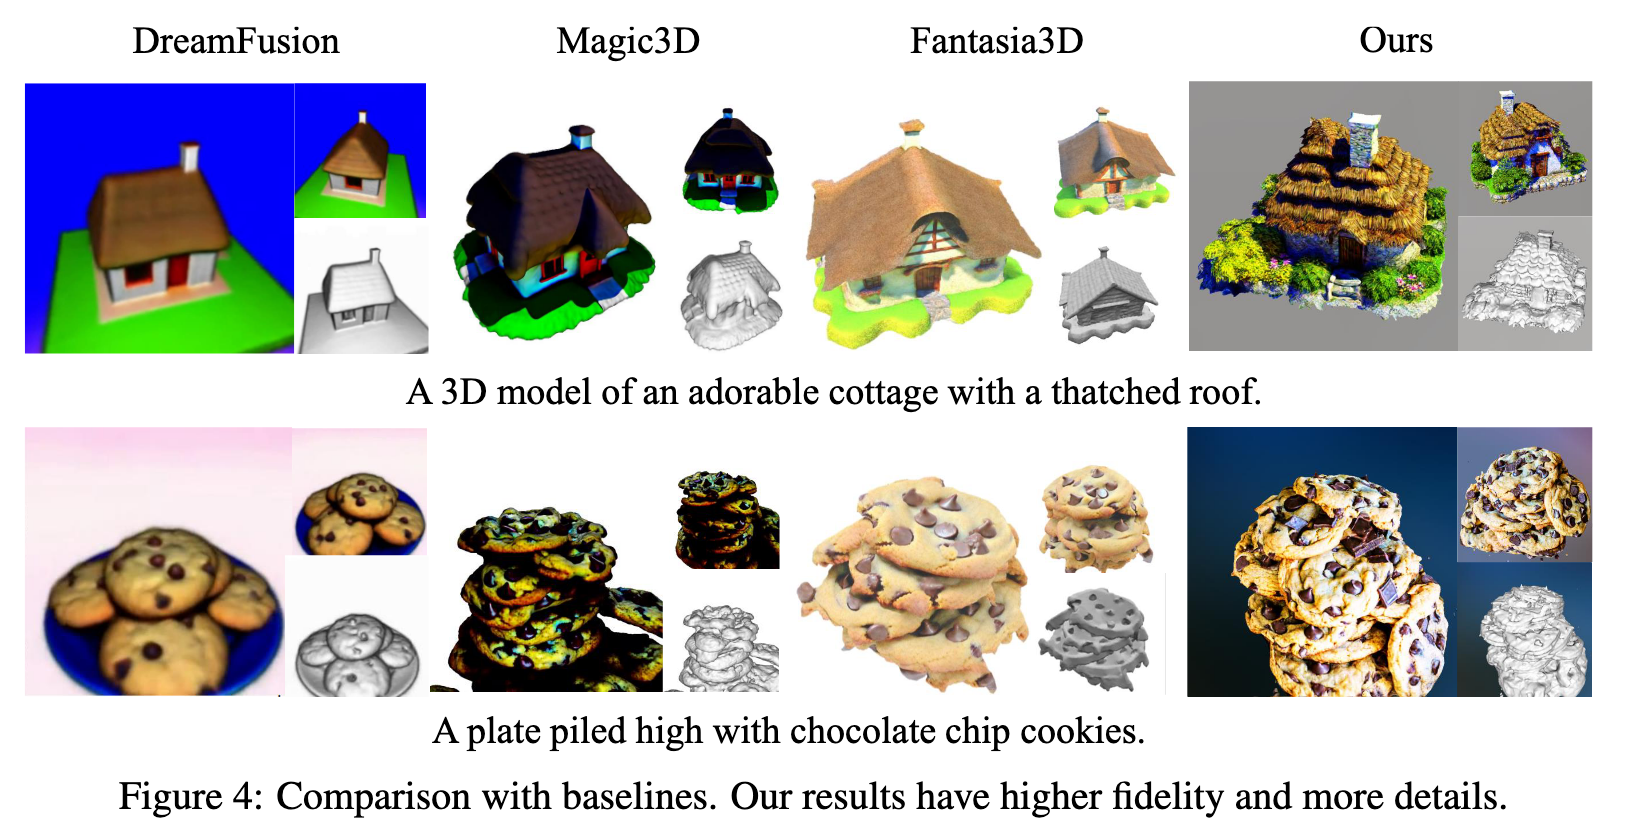 DreamFusion Magic3D Fantasia3D Ours
A 3D model of an adorable cottage with a thatched roof.
A plate piled high with chocolate chip cookies.
Figure 4: Comparison with baselines. Our results have higher fidelity and more details.